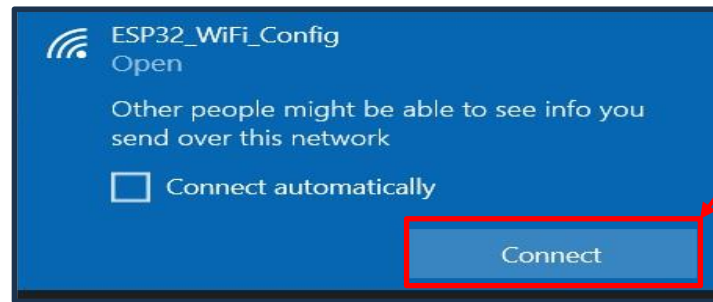 ESP32_WiFi_Config
Open
Other people might be able to see info you
send over this network
Connect automatically
Connect